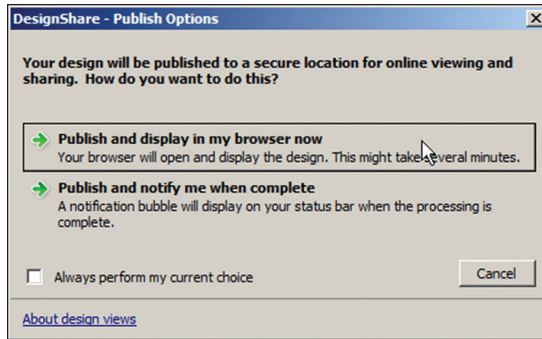 DesignShare - Publish Options
Your design will be published to a secure location for online viewing and
sharing. How do you want to do this?
Publish and display in my browser now
Your browser will open and display the design. This might take several minutes.
Publish and notify me when complete
A notification bubble will display on your status bar when the processing is
complete.
Always perform my current choice
Cancel
About design views